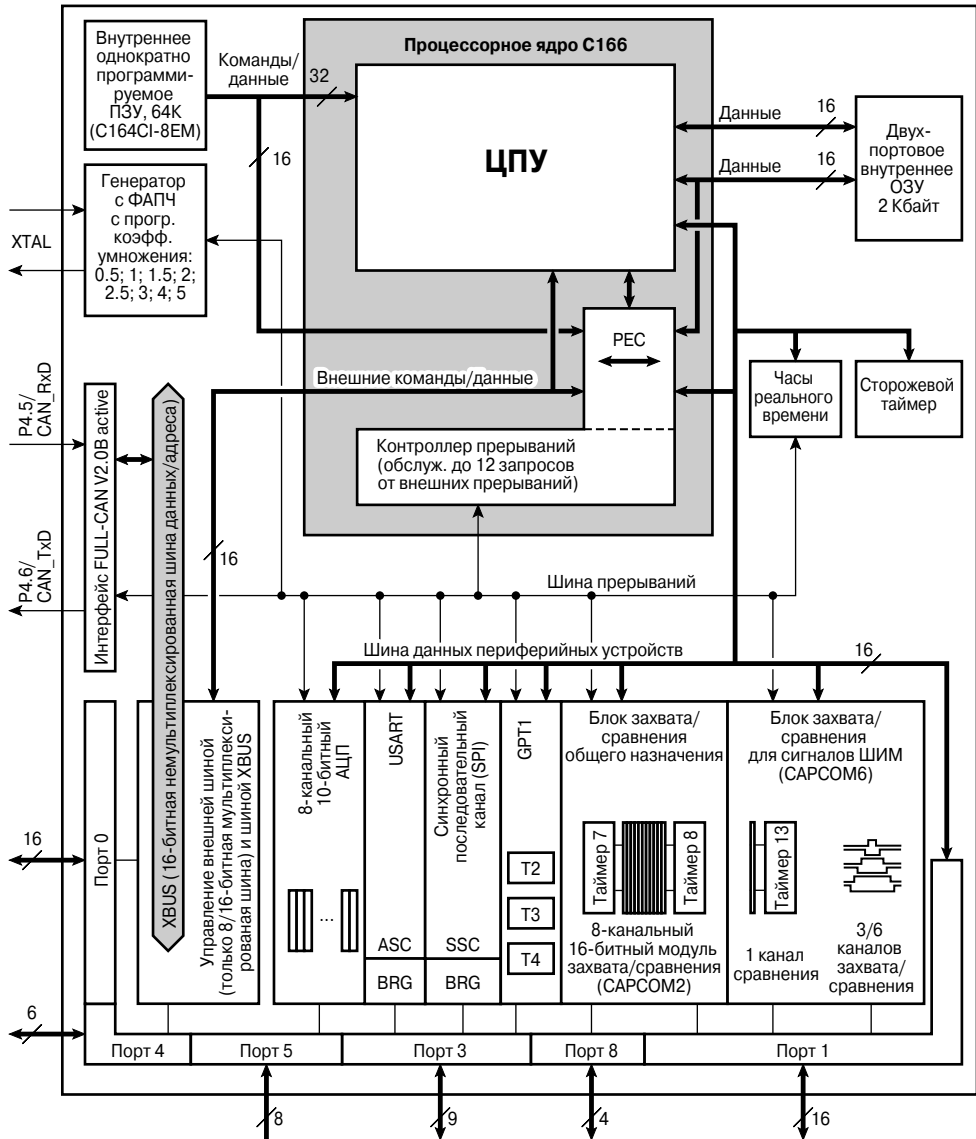 Внутреннее
однократно
программи-
руемое
ПЗУ, 64К
(C164CI-8EM)
Команды/
данные
32
16
Процессорное ядро C166
ЦПУ
Данные
16
Данные
16
Двух-
портовое
внутреннее
ОЗУ
2 Кбайт
Генератор
с ФАПЧ
с прогр.
коэфф.
умножения:
0.5; 1; 1.5; 2;
2.5; 3; 4; 5
XTAL
PEC
Внешние команды/данные
Контроллер прерываний
(обслуж. до 12 запросов
от внешних прерываний)
Часы
реального
времени
Сторожевой
таймер
P4.5/
CAN_RxD
P4.6/
CAN_TxD
Интерфейс FULL-CAN V2.0B active
XBUS (16-битная немультиплексированная шина данных/адреса)
16
Шина прерываний
Шина данных периферийных устройств
16
Порт 0
16
6
Управление внешней шиной
(только 8/16-битная мультиплекси-
рованая шина) и шиной XBUS
8-канальный
10-битный
АЦП
...
USART
ASC
BRG
Синхронный
последовательный
канал (SPI)
SSC
BRG
GPT1
T2
T3
T4
Блок захвата/
сравнения
общего назначения
Таймер 7
Таймер 8
8-канальный
16-битный модуль
захвата/сравнения
(CAPCOM2)
Блок захвата/
сравнения
для сигналов ШИМ
(CAPCOM6)
Таймер 13
1 канал
сравнения
3/6
каналов
захвата/
сравнения
Порт 4
Порт 5
Порт 3
Порт 8
Порт 1
8
9
4
16